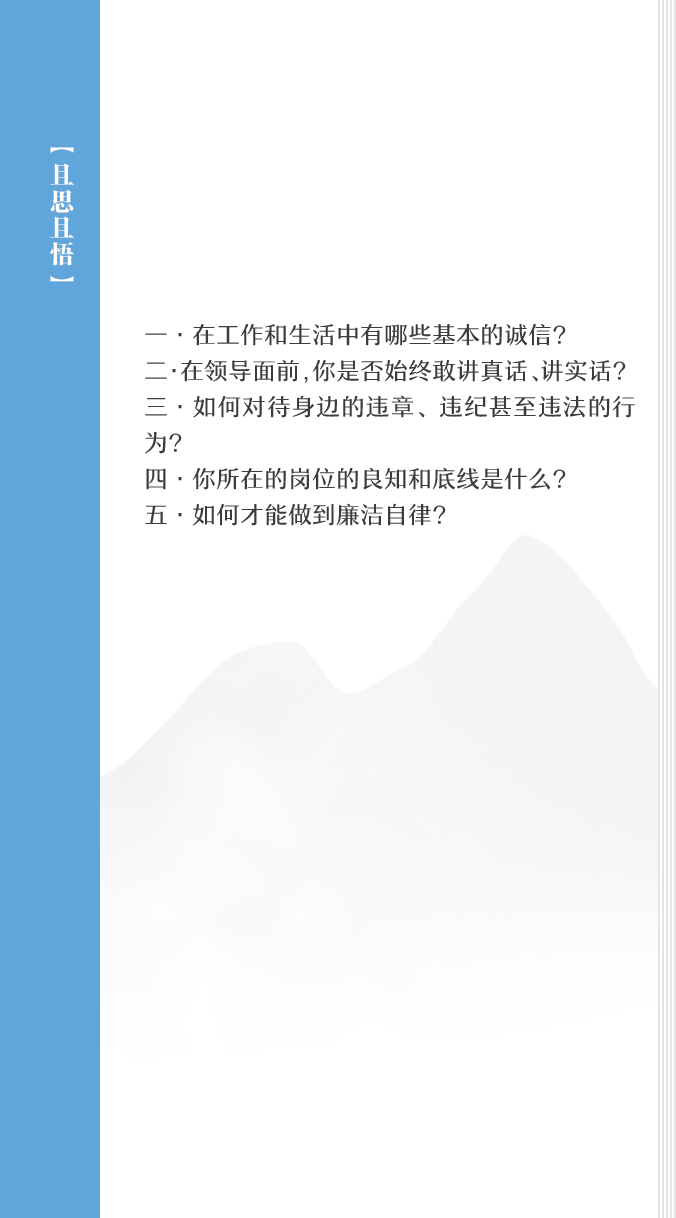 【且思且悟】
一·在工作和生活中有哪些基本的诚信？
二·在领导面前，你是否始终敢讲真话、讲实话？
三·如何对待身边的违章、违纪甚至违法的行
为？
四·你所在的岗位的良知和底线是什么？
五·如何才能做到廉洁自律？